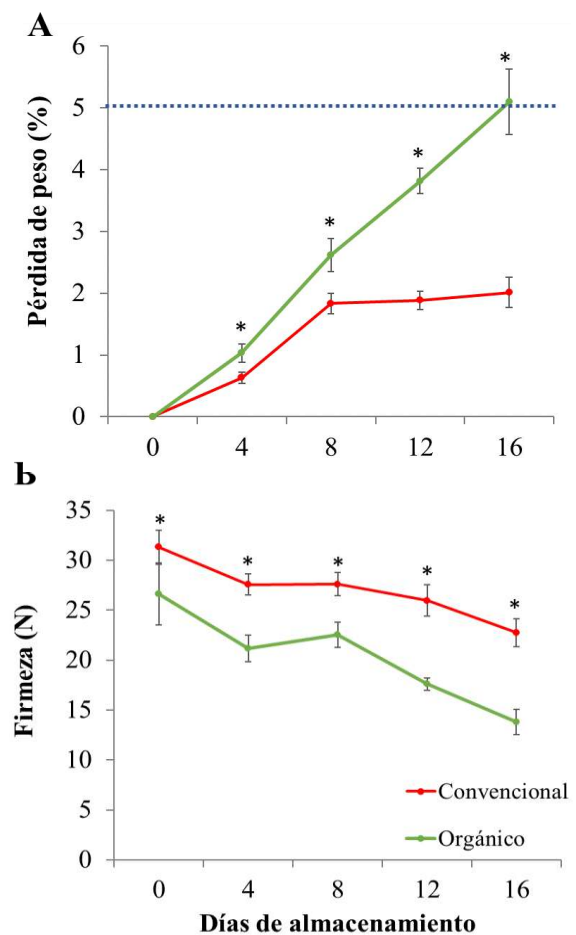 A
6
5
4
3
2
1
0
Pérdida de peso (%)
* * * *
0 4 8 12 16
b
35
30
25
20
15
10
5
0
Firmeza (N)
* * * * *
Convencional
Orgánico
0 4 8 12 16
Días de almacenamiento